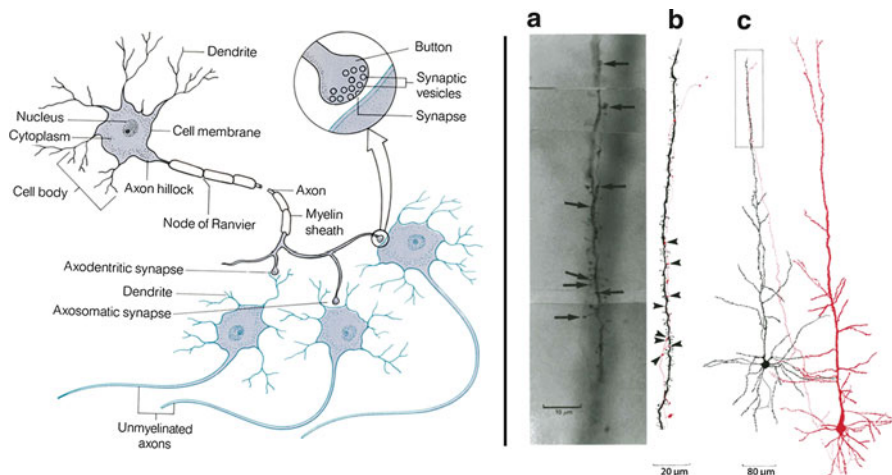 Dendrite
Nucleus
Cytoplasm
Cell membrane
Cell body
Axon hillock
Node of Ranvier
Axon
Myelin
sheath
Button
Synaptic
vesicles
Synapse
Axodentritic synapse
Dendrite
Axosomatic synapse
Unmyelinated
axons
a
b
c
20 µm
80 µm